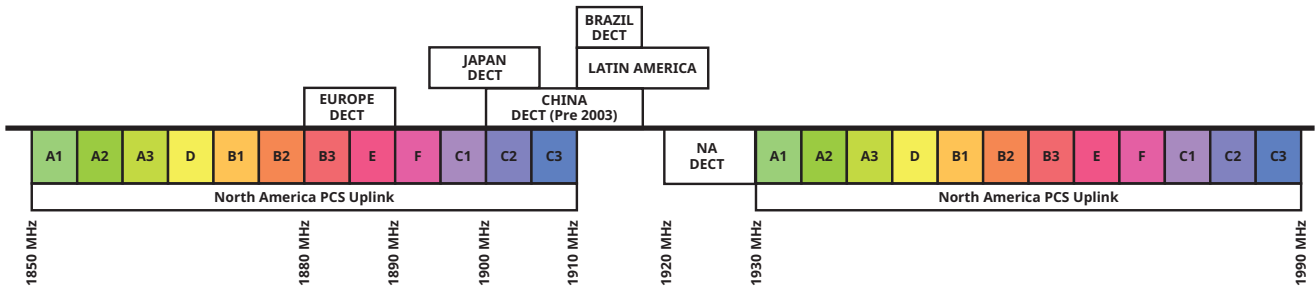 BRAZIL
DECT
JAPAN
DECT
LATIN AMERICA
EUROPE
DECT
CHINA
DECT (Pre 2003)
A1 A2 A3 D B1 B2 B3 E F C1 C2 C3
NA
DECT
A1 A2 A3 D B1 B2 B3 E F C1 C2 C3
North America PCS Uplink
North America PCS Uplink
1850 MHz
1880 MHz
1890 MHz
1900 MHz
1910 MHz
1920 MHz
1930 MHz
1990 MHz